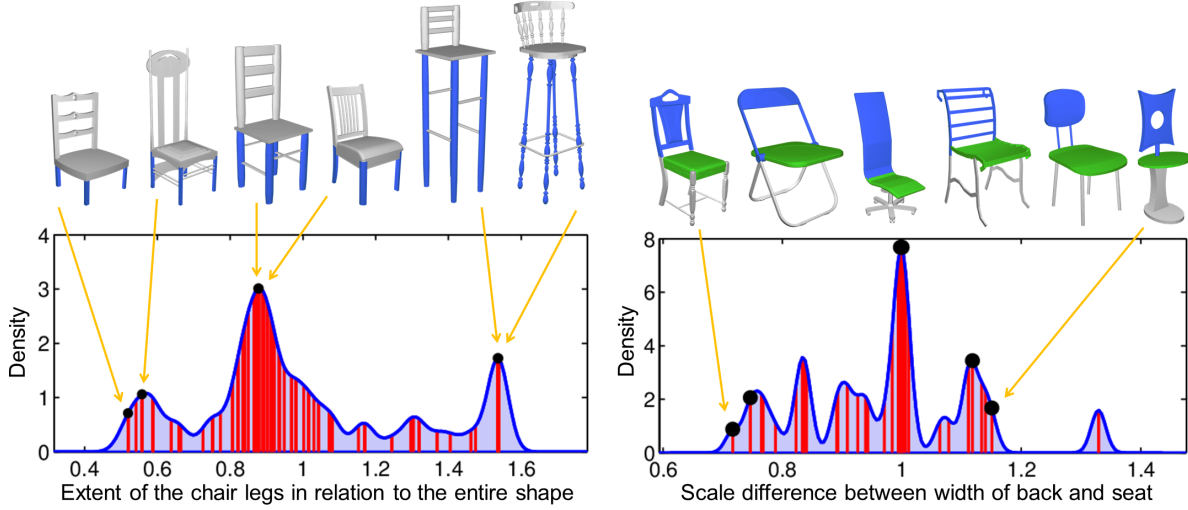 4
3
2
1
0
Density
0.4 0.6 0.8 1 1.2 1.4 1.6
Extent of the chair legs in relation to the entire shape
8
6
4
2
0
Density
0.6 0.8 1 1.2 1.4
Scale difference between width of back and seat